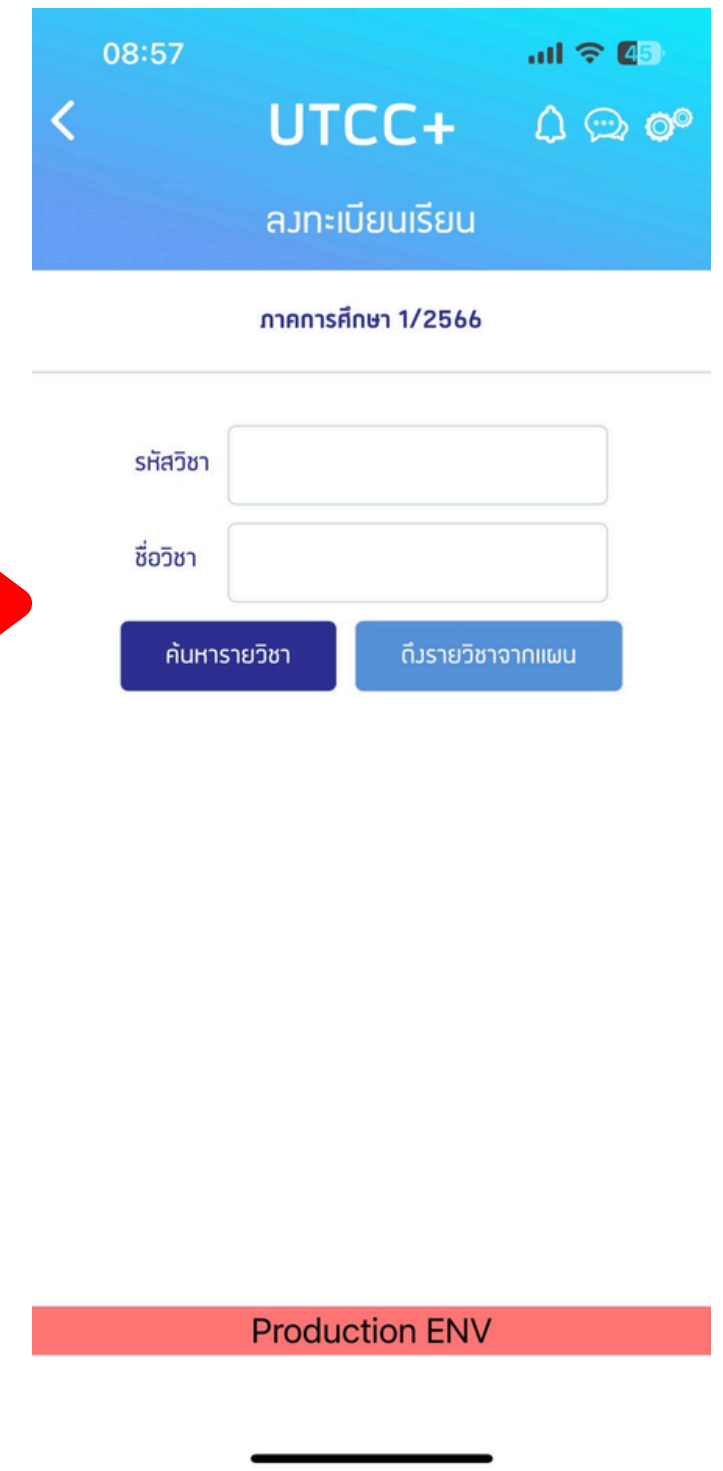 08:57
45
UTCC+
ลงทะเบียนเรียน
ภาคการศึกษา 1/2566
รหัสวิชา
ชื่อวิชา
ค้นหารายวิชา
ดึงรายวิชาจากแผน
Production ENV